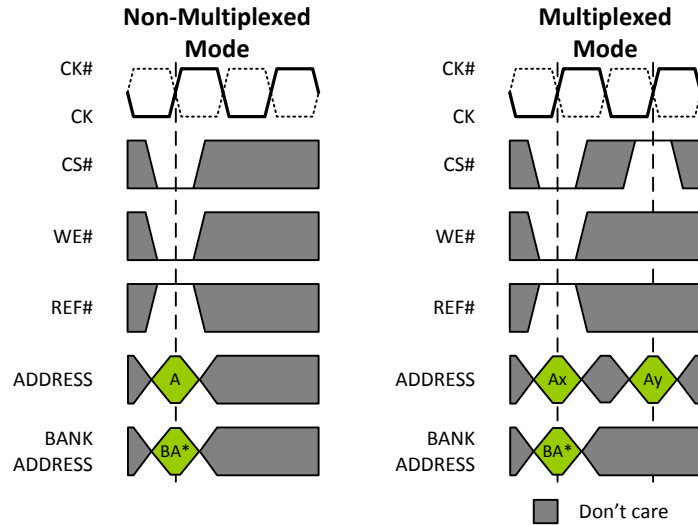 Non-Multiplexed
Mode
CK#
CK
CS#
WE#
REF#
ADDRESS
A
BANK
ADDRESS
BA*
Multiplexed
Mode
CK#
CK
CS#
WE#
REF#
ADDRESS
Ax
Ay
BANK
ADDRESS
BA*
Don't care